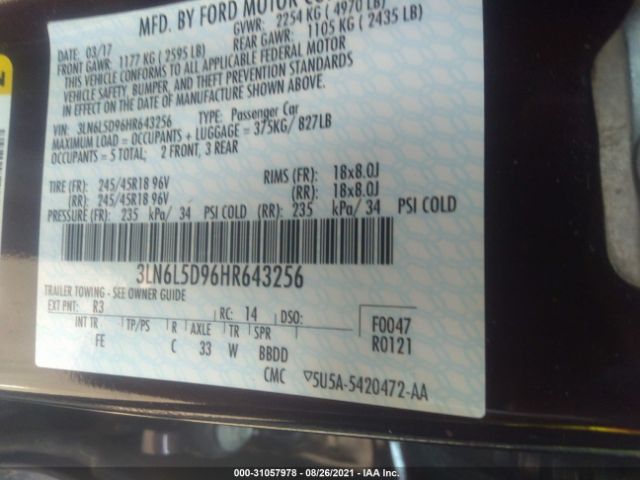 MFD. BY FORD MOTOR CO
DATE: 03/17 GVWR: 2254 KG ( 4970 LB)
FRONT GAWR: 1177 KG ( 2595 LB) REAR GAWR: 1105 KG ( 2435 LB)
THIS VEHICLE CONFORMS TO ALL APPLICABLE FEDERAL MOTOR
VEHICLE SAFETY, BUMPER, AND THEFT PREVENTION STANDARDS
IN EFFECT ON THE DATE OF MANUFACTURE SHOWN ABOVE.
VIN: 3LN6L5D96HR643256 TYPE: Passenger Car
MAXIMUM LOAD = OCCUPANTS + LUGGAGE = 375KG/ 827LB
OCCUPANTS = 5 TOTAL; 2 FRONT, 3 REAR
TIRE (FR): 245/45R18 96V RIMS (FR): 18x8.0J
(RR): 245/45R18 96V (RR): 18x8.0J
PRESSURE (FR): 235 kPa/ 34 PSI COLD (RR): 235 kPa/ 34 PSI COLD
3LN6L5D96HR643256
TRAILER TOWING - SEE OWNER GUIDE
EXT PNT: R3 RC: 14 DSO: F0047
INT TR TP/PS R AXLE TR SPR R0121
FE C 33 W BBDD
CMC ▽5U5A-5420472-AA
000-31057978 | 08/26/2021 | IAA Inc.